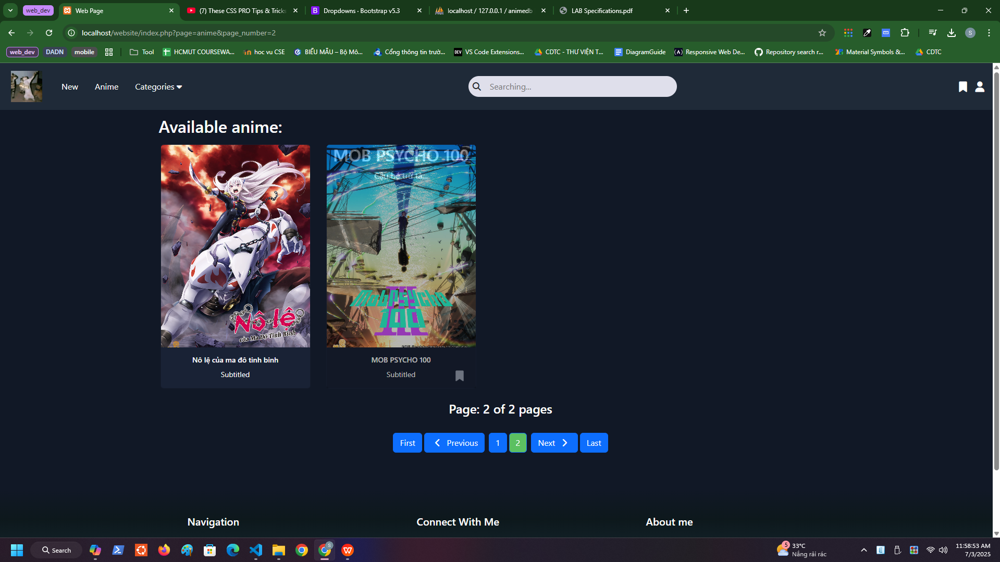 web_dev
Web Page
(7) These CSS PRO Tips & Tricks
Dropdowns · Bootstrap v5.3
localhost / 127.0.0.1 / animedb
LAB Specifications.pdf
localhost/website/index.php?page=anime&page_number=2
S
web_dev
DADN
mobile
Tool
HCMUT COURSEWA...
hoc vu CSE
BIỂU MẪU – Bộ Mô...
Cổng thông tin trườ...
DEV
VS Code Extensions...
CDTC - THƯ VIỆN T...
DiagramGuide
Responsive Web De...
Repository search r...
Material Symbols &...
CDTC
New
Anime
Categories
Searching...
Available anime:
Nô lệ
của Ma Đô Tinh Binh
Nô lệ của ma đô tinh binh
Subtitled
MOB PSYCHO 100
Cậu bé trừ tà...
Mob Psycho
100
III
MOB PSYCHO 100
Subtitled
Page: 2 of 2 pages
First
Previous
1
2
Next
Last
Navigation
Connect With Me
About me
Search
5
33°C
Nắng rải rác
11:58:53 AM
7/3/2025